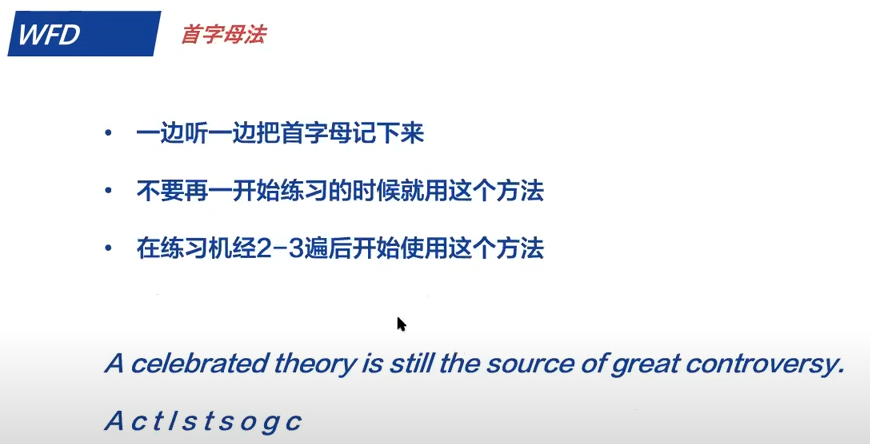 WFD
首字母法
• 一边听一边把首字母记下来
• 不要再一开始练习的时候就用这个方法
• 在练习机经2-3遍后开始使用这个方法
A celebrated theory is still the source of great controversy.
A c t I s t s o g c